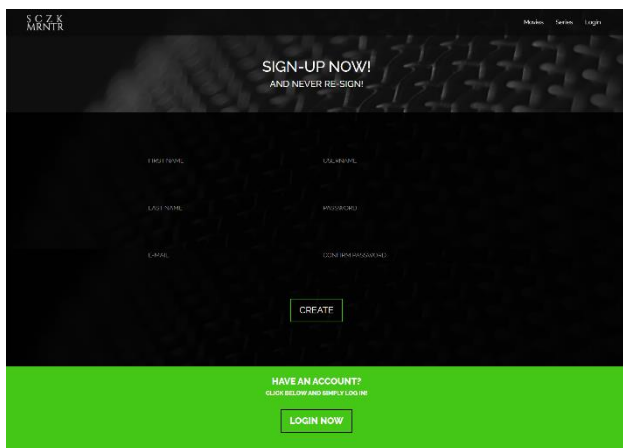 S C Z K
MRNTR
Movies Series Login
SIGN-UP NOW!
AND NEVER RE-SIGN!
FIRST NAME USERNAME
LAST NAME PASSWORD
E-MAIL CONFIRM PASSWORD
CREATE
HAVE AN ACCOUNT?
CLICK BELOW AND SIMPLY LOG IN!
LOGIN NOW